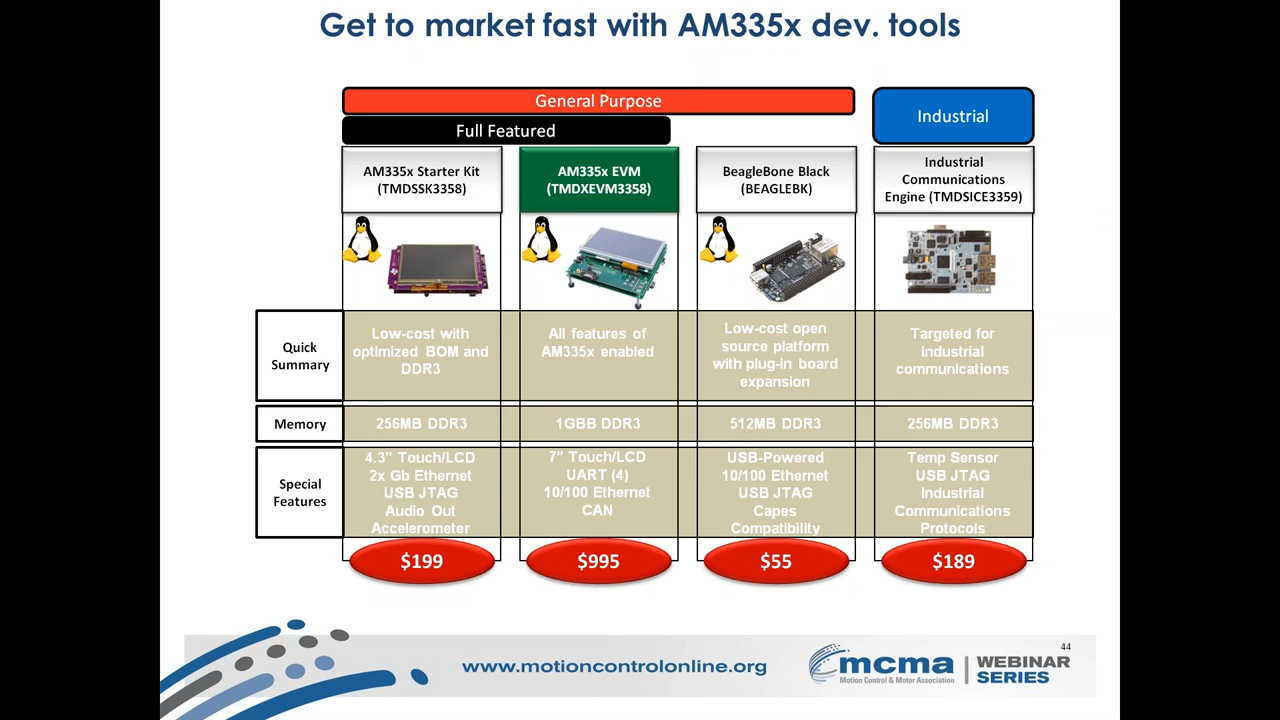 Get to market fast with AM335x dev. tools
General Purpose
Industrial
Full Featured
AM335x Starter Kit
(TMDSSK3358)
AM335x EVM
(TMDXEVM3358)
BeagleBone Black
(BEAGLEBK)
Industrial
Communications
Engine (TMDSICE3359)
Quick
Summary
Low-cost with
optimized BOM and
DDR3
All features of
AM335x enabled
Low-cost open
source platform
with plug-in board
expansion
Targeted for
industrial
communications
Memory
256MB DDR3
1GBB DDR3
512MB DDR3
256MB DDR3
Special
Features
4.3" Touch/LCD
2x Gb Ethernet
USB JTAG
Audio Out
Accelerometer
7" Touch/LCD
UART (4)
10/100 Ethernet
CAN
USB-Powered
10/100 Ethernet
USB JTAG
Capes
Compatibility
Temp Sensor
USB JTAG
Industrial
Communications
Protocols
$199
$995
$55
$189
44
www.motioncontrolonline.org
mcma
Motion Control & Motor Association
WEBINAR
SERIES